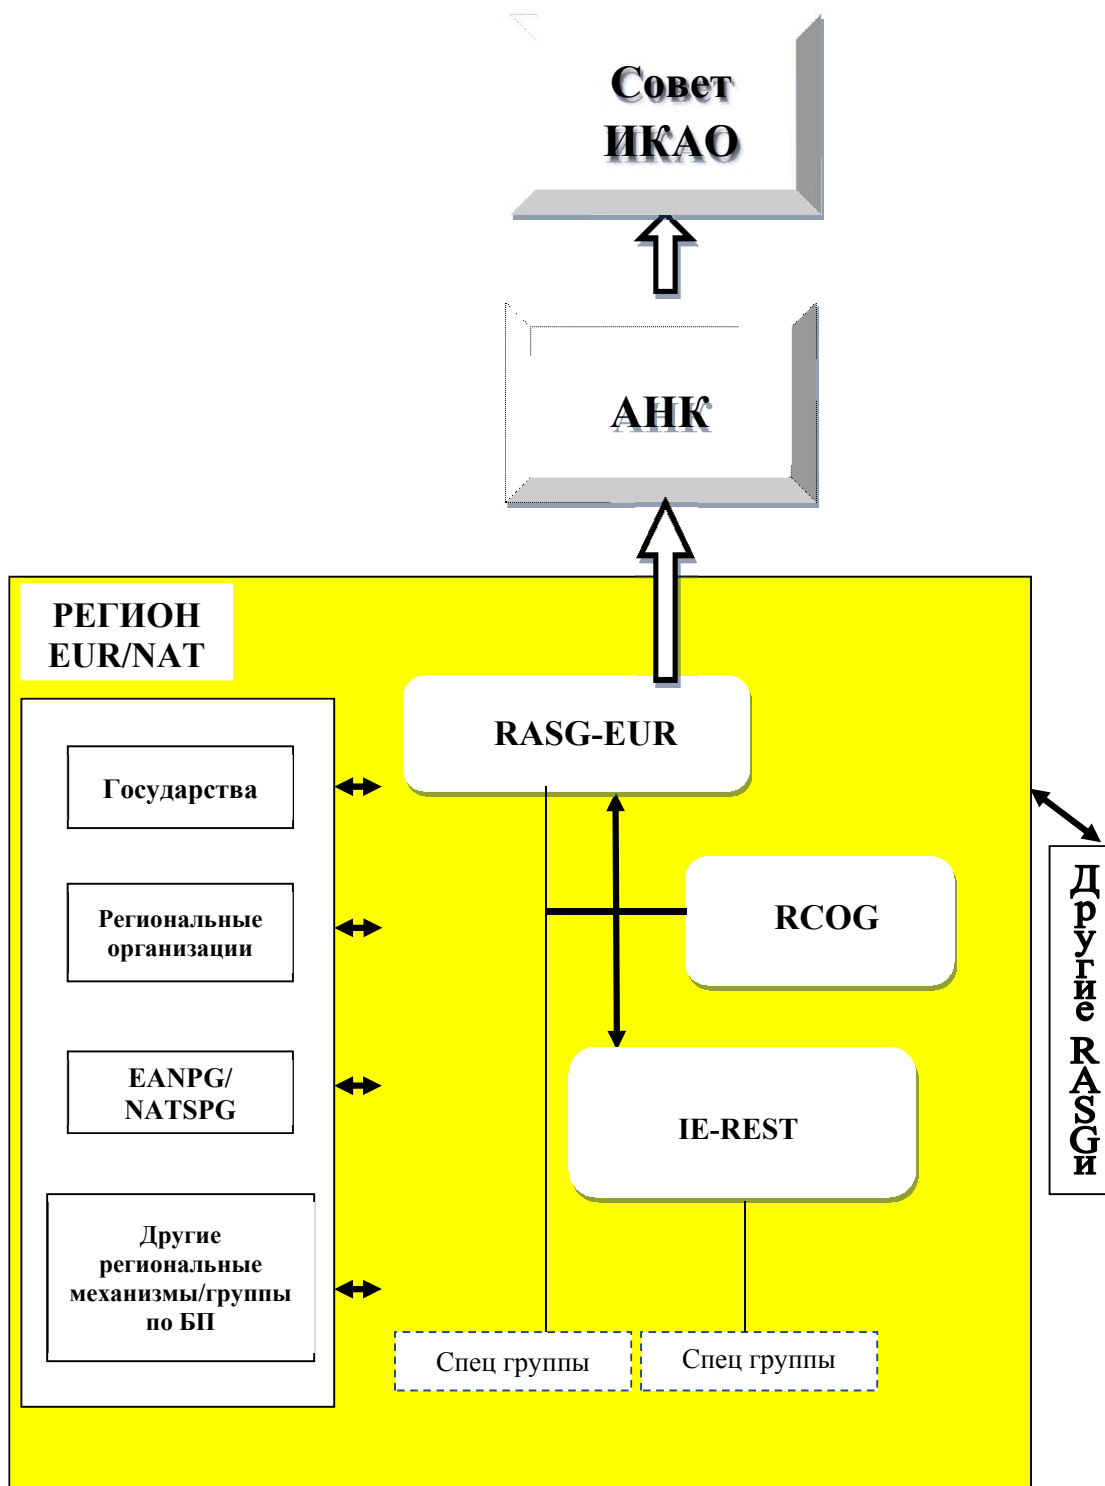 Совет
ИКАО
АНК
РЕГИОН
EUR/NAT
RASG-EUR
Государства
RCOG
Региональные
организации
IE-REST
EANPG/
NATSPG
Другие
региональные
механизмы/группы
по БП
Спец группы
Спец группы
Другие RASGи